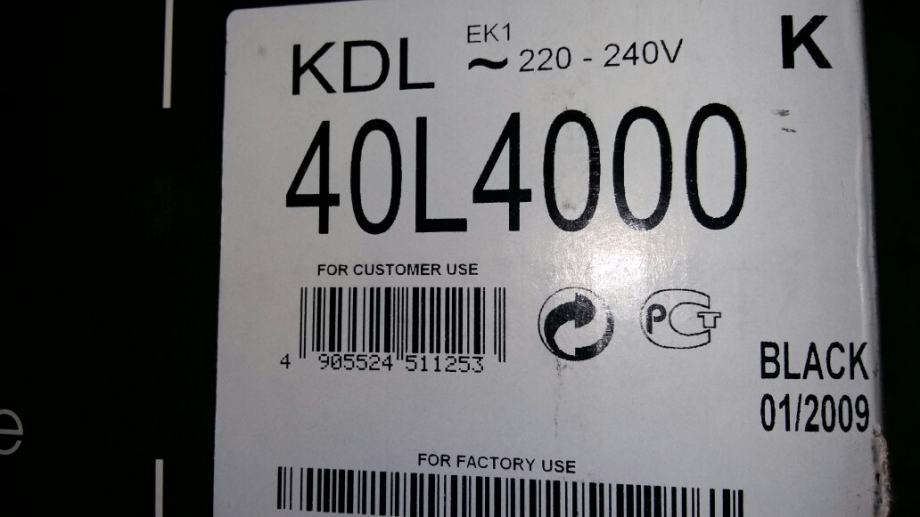 KDL EK1 ~ 220 - 240V K
40L4000
FOR CUSTOMER USE
4 905524 511253
PCT
BLACK
01/2009
e
FOR FACTORY USE